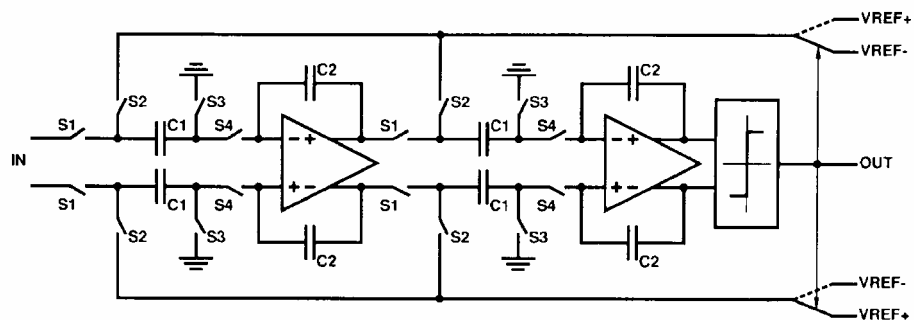 VREF+
VREF-
C2
C2
S2 S3 S2 S3
S1 C1 S4 S1 C1 S4
- + - +
IN OUT
+ - + -
S1 C1 S4 S1 C1 S4
S2 S3 S2 S3
C2
C2
VREF-
VREF+